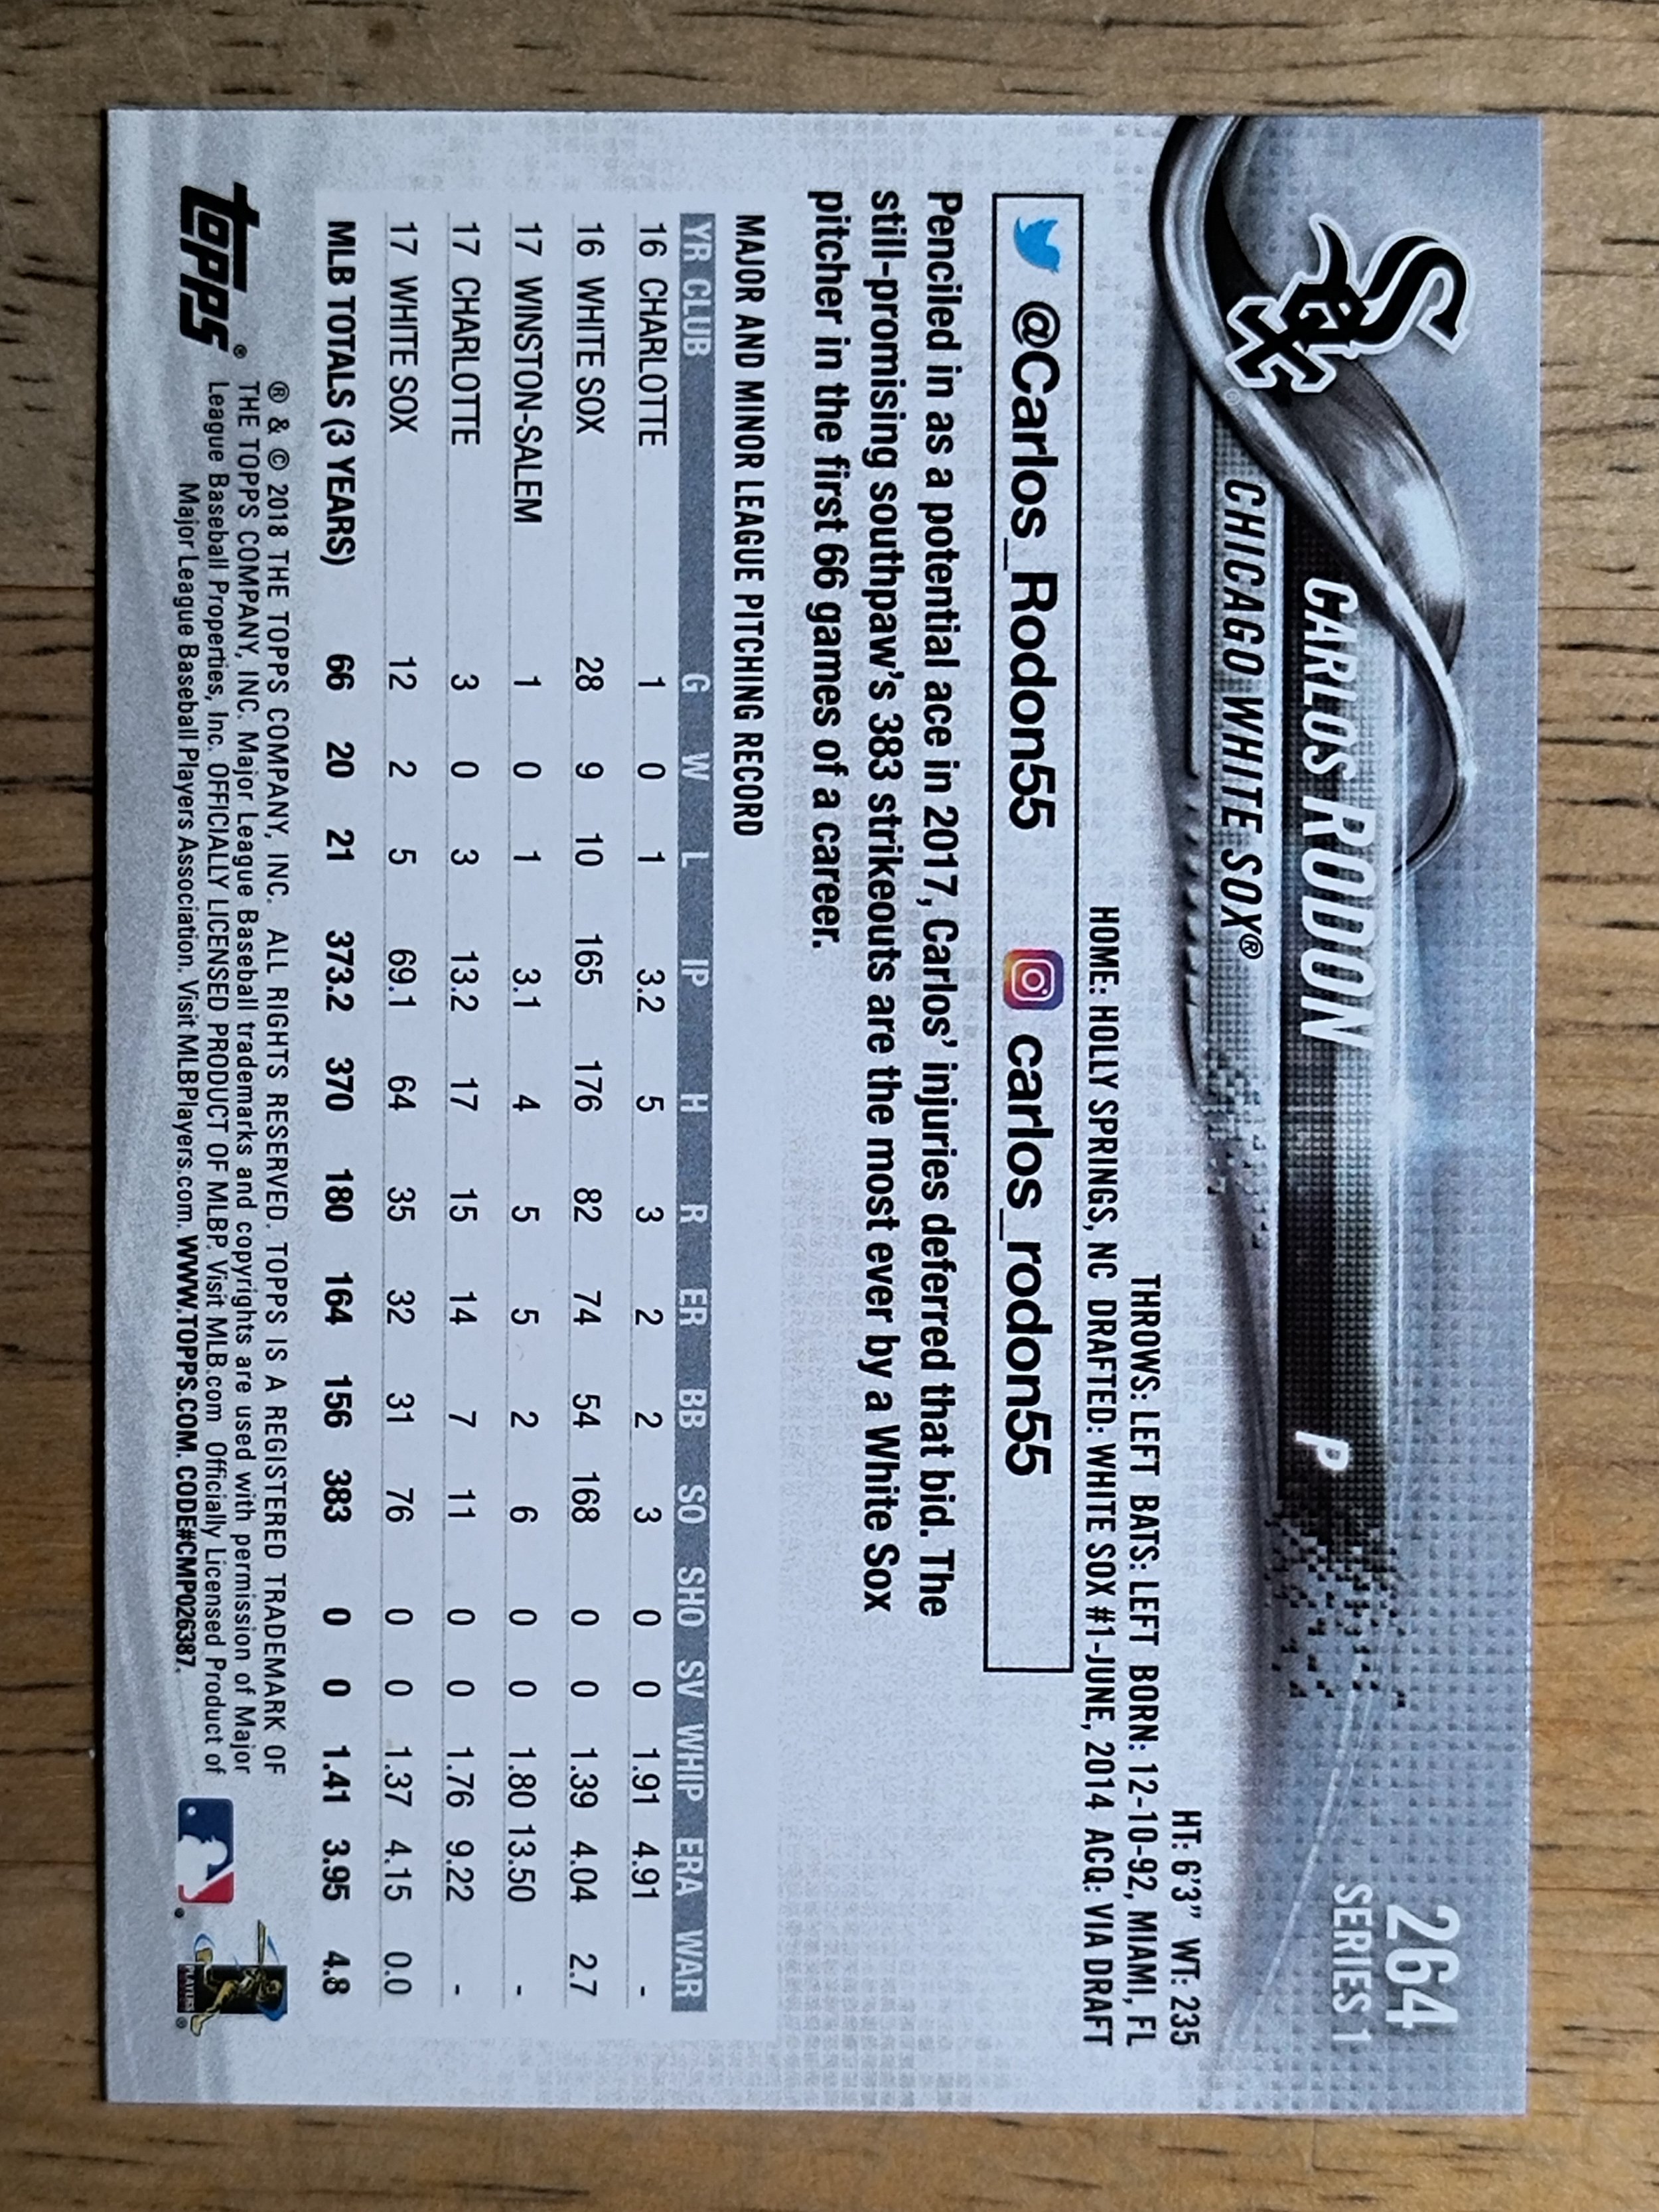 264
SERIES 1
Sox
CARLOS RODON P
CHICAGO WHITE SOX®
HT: 6'3" WT: 235
THROWS: LEFT BATS: LEFT BORN: 12-10-92, MIAMI, FL
HOME: HOLLY SPRINGS, NC DRAFTED: WHITE SOX #1-JUNE, 2014 ACQ: VIA DRAFT
@Carlos_Rodon55 carlos_rodon55
Penciled in as a potential ace in 2017, Carlos' injuries deferred that bid. The
still-promising southpaw's 383 strikeouts are the most ever by a White Sox
pitcher in the first 66 games of a career.
MAJOR AND MINOR LEAGUE PITCHING RECORD
YR CLUB G W L IP H R ER BB SO SHO SV WHIP ERA WAR
16 CHARLOTTE 1 0 1 3.2 5 3 2 2 3 0 0 1.91 4.91 -
16 WHITE SOX 28 9 10 165 176 82 74 54 168 0 0 1.39 4.04 2.7
17 WINSTON-SALEM 1 0 1 3.1 4 5 5 2 6 0 0 1.80 13.50 -
17 CHARLOTTE 3 0 3 13.2 17 15 14 7 11 0 0 1.76 9.22 -
17 WHITE SOX 12 2 5 69.1 64 35 32 31 76 0 0 1.37 4.15 0.0
MLB TOTALS (3 YEARS) 66 20 21 373.2 370 180 164 156 383 0 0 1.41 3.95 4.8
topps®
® & © 2018 THE TOPPS COMPANY, INC. ALL RIGHTS RESERVED. TOPPS IS A REGISTERED TRADEMARK OF
THE TOPPS COMPANY, INC. Major League Baseball trademarks and copyrights are used with permission of Major
League Baseball Properties, Inc. OFFICIALLY LICENSED PRODUCT OF MLBP. Visit MLB.com Officially Licensed Product of
Major League Baseball Players Association. Visit MLBPlayers.com. WWW.TOPPS.COM. CODE#CMP026387.
PLAYERS